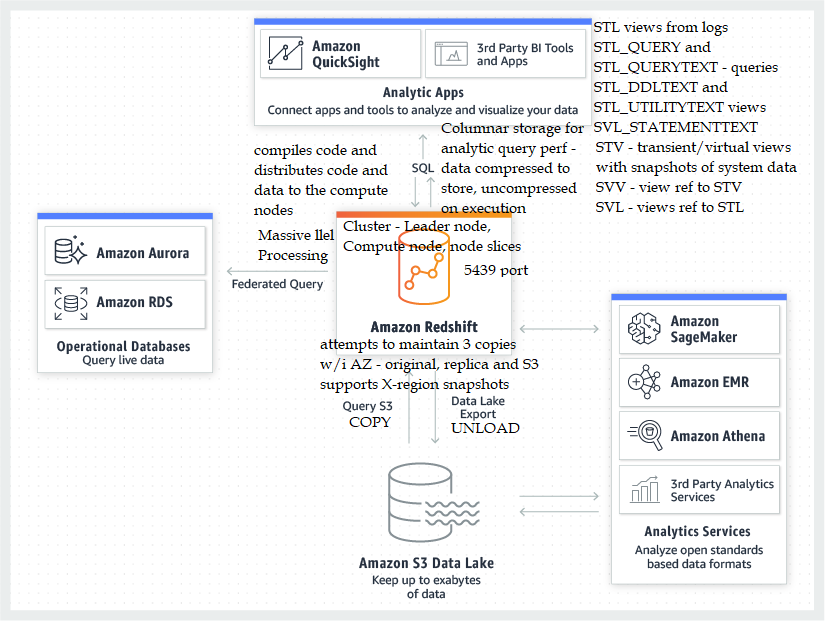 Amazon
QuickSight
3rd Party BI Tools
and Apps
Analytic Apps
Connect apps and tools to analyze and visualize your data
STL views from logs
STL_QUERY and
STL_QUERYTEXT - queries
STL_DDLTEXT and
STL_UTILITYTEXT views
SVL_STATEMENTTEXT
STV - transient/virtual views
with snapshots of system data
SVV - view ref to STV
SVL - views ref to STL
compiles code and
distributes code and
data to the compute
nodes
SQL
Columnar storage for
analytic query perf -
data compressed to
store, uncompressed
on execution
Massive llel
Processing
Federated Query
Cluster - Leader node,
Compute node, node slices
5439 port
Amazon Redshift
attempts to maintain 3 copies
w/i AZ - original, replica and S3
supports X-region snapshots
Amazon Aurora
Amazon RDS
Operational Databases
Query live data
Query S3
COPY
Data Lake
Export
UNLOAD
Amazon
SageMaker
Amazon EMR
Amazon Athena
3rd Party Analytics
Services
Analytics Services
Analyze open standards
based data formats
Amazon S3 Data Lake
Keep up to exabytes
of data